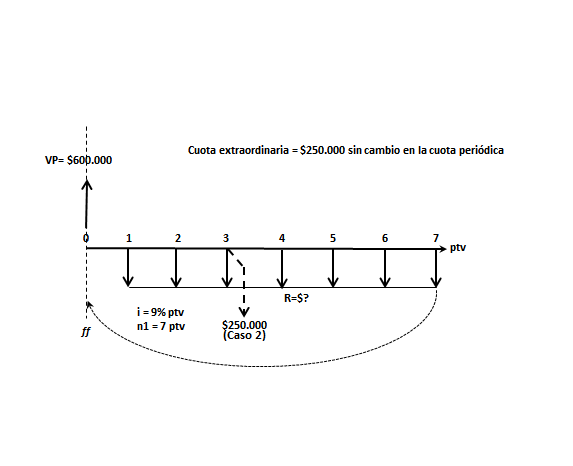 Cuota extraordinaria = $250.000 sin cambio en la cuota periódica
VP= $600.000
0 1 2 3 4 5 6 7 ptv
R=$?
i = 9% ptv
n1 = 7 ptv
$250.000
(Caso 2)
ff